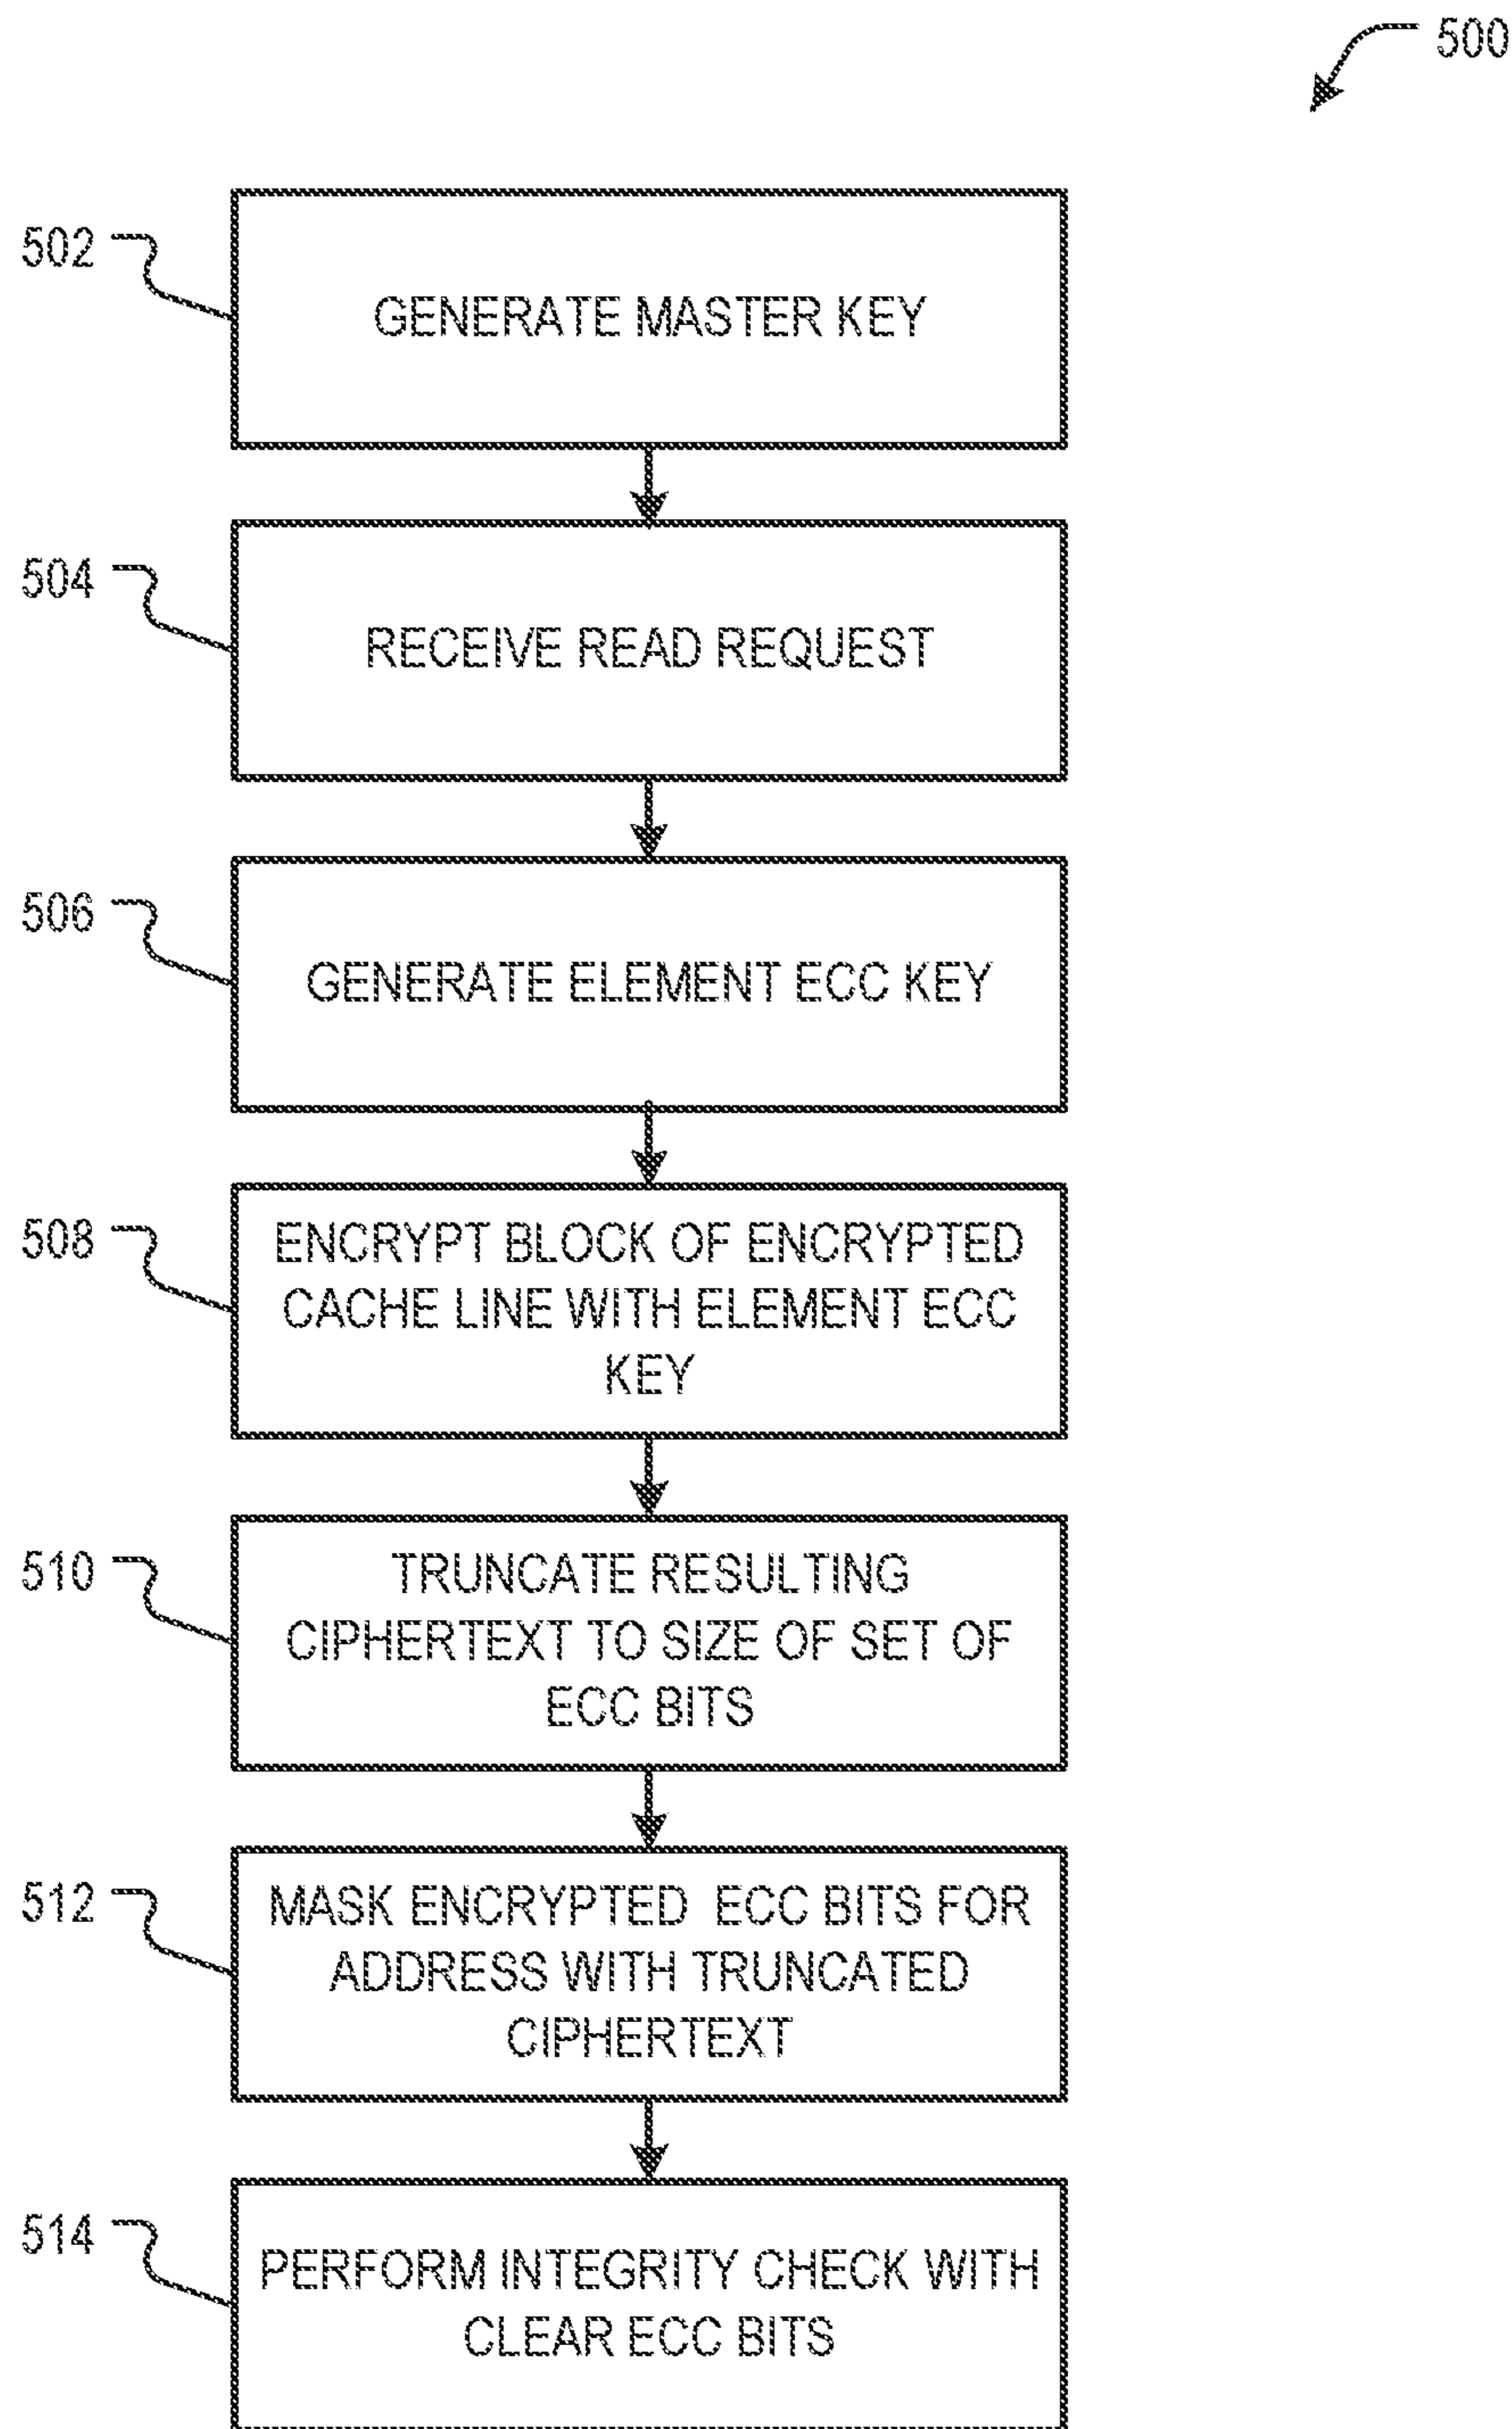 500
502
GENERATE MASTER KEY
504
RECEIVE READ REQUEST
506
GENERATE ELEMENT ECC KEY
508
ENCRYPT BLOCK OF ENCRYPTED
CACHE LINE WITH ELEMENT ECC
KEY
510
TRUNCATE RESULTING
CIPHERTEXT TO SIZE OF SET OF
ECC BITS
512
MASK ENCRYPTED ECC BITS FOR
ADDRESS WITH TRUNCATED
CIPHERTEXT
514
PERFORM INTEGRITY CHECK WITH
CLEAR ECC BITS